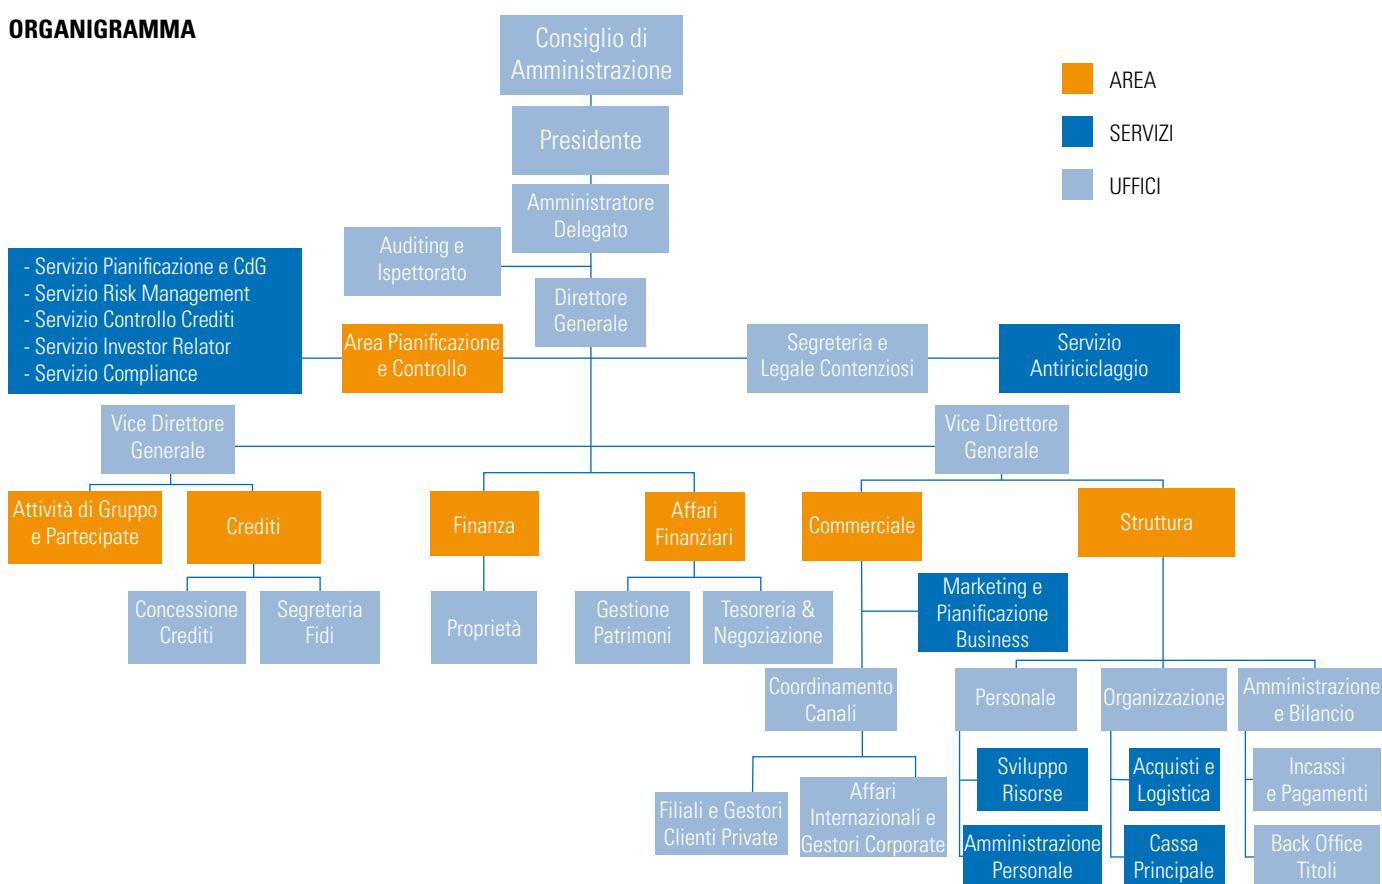 ORGANIGRAMMA
Consiglio di
Amministrazione
AREA
SERVIZI
UFFICI
Presidente
Amministratore
Delegato
Auditing e
Ispettorato
Direttore
Generale
- Servizio Pianificazione e CdG
- Servizio Risk Management
- Servizio Controllo Crediti
- Servizio Investor Relator
- Servizio Compliance
Area Pianificazione
e Controllo
Segreteria e
Legale Contenziosi
Servizio
Antiriciclaggio
Vice Direttore
Generale
Vice Direttore
Generale
Attività di Gruppo
e Partecipate
Crediti
Finanza
Affari
Finanziari
Commerciale
Struttura
Concessione
Crediti
Segreteria
Fidi
Proprietà
Gestione
Patrimoni
Tesoreria &
Negoziazione
Marketing e
Pianificazione
Business
Coordinamento
Canali
Personale
Organizzazione
Amministrazione
e Bilancio
Filiali e Gestori
Clienti Private
Affari
Internazionali e
Gestori Corporate
Sviluppo
Risorse
Acquisti e
Logistica
Incassi
e Pagamenti
Amministrazione
Personale
Cassa
Principale
Back Office
Titoli